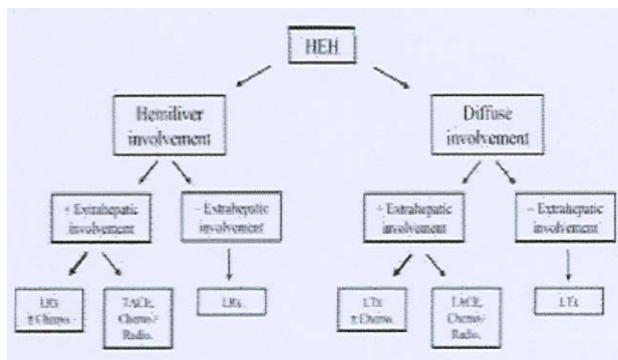 HEH
Hemiliver
involvement
Diffuse
involvement
+ Extrahepatic
involvement
– Extrahepatic
involvement
+ Extrahepatic
involvement
– Extrahepatic
involvement
± Chemo.
TACE,
Chemo/
Radio.
LRx
LTx
± Chemo.
TACE,
Chemo/
Radio.
LTx